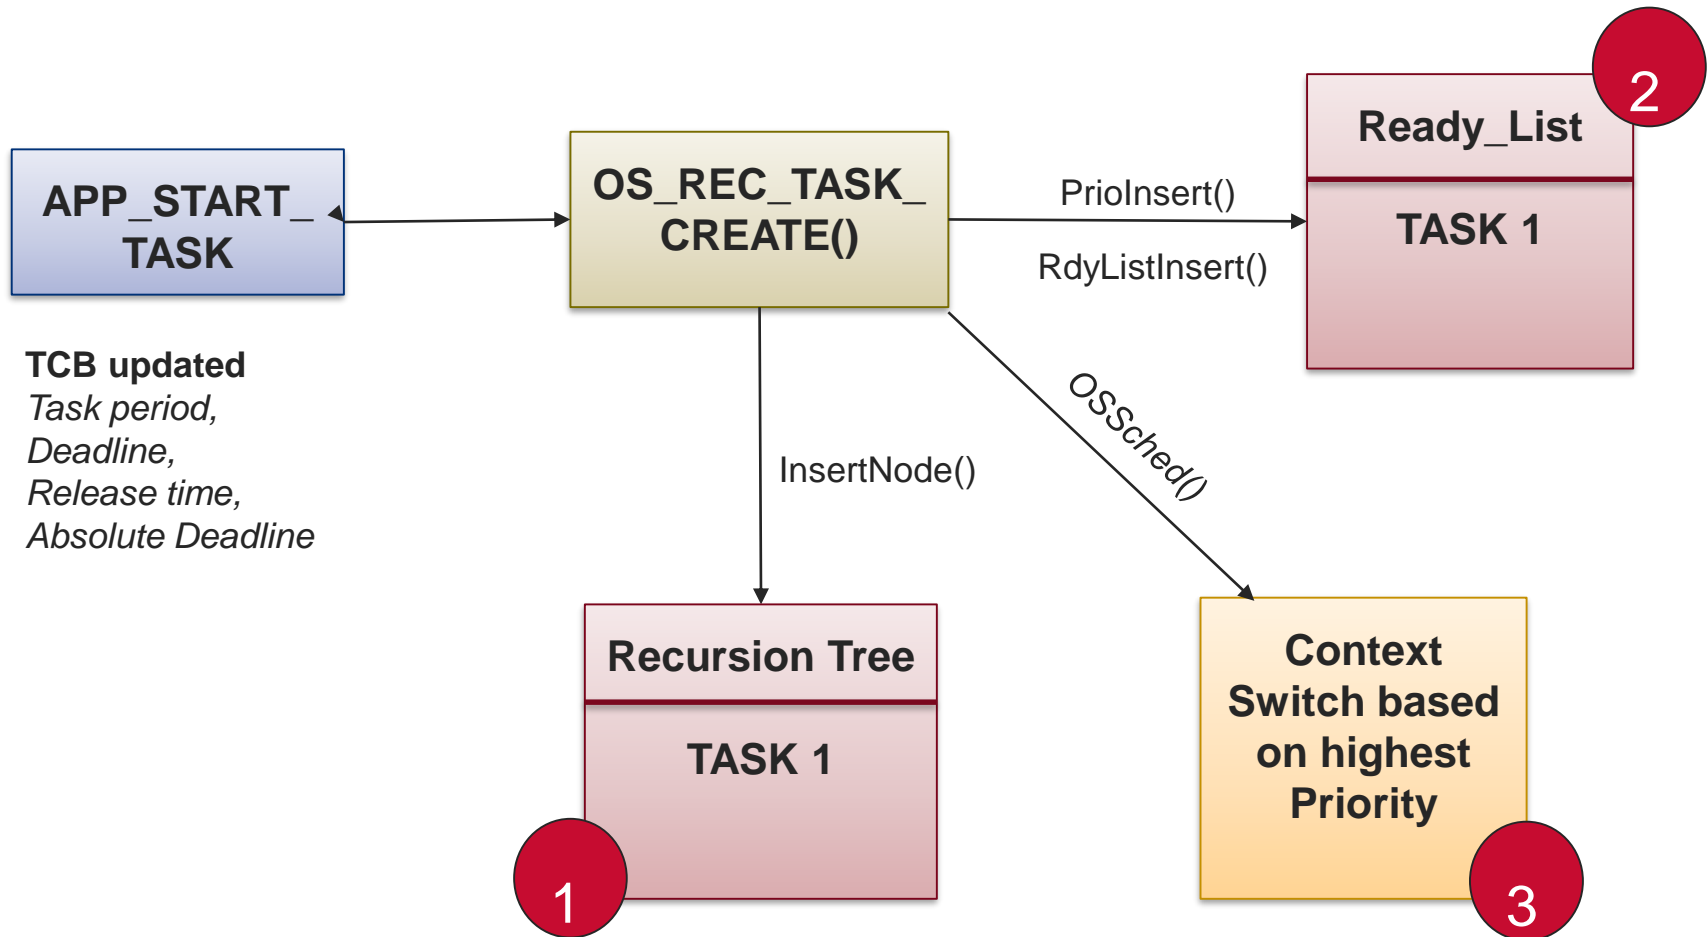 2
Ready_List
TASK 1
APP_START_
TASK
OS_REC_TASK_
CREATE()
PrioInsert()
RdyListInsert()
TCB updated
Task period,
Deadline,
Release time,
Absolute Deadline
InsertNode()
OSSched()
Recursion Tree
TASK 1
1
Context
Switch based
on highest
Priority
3